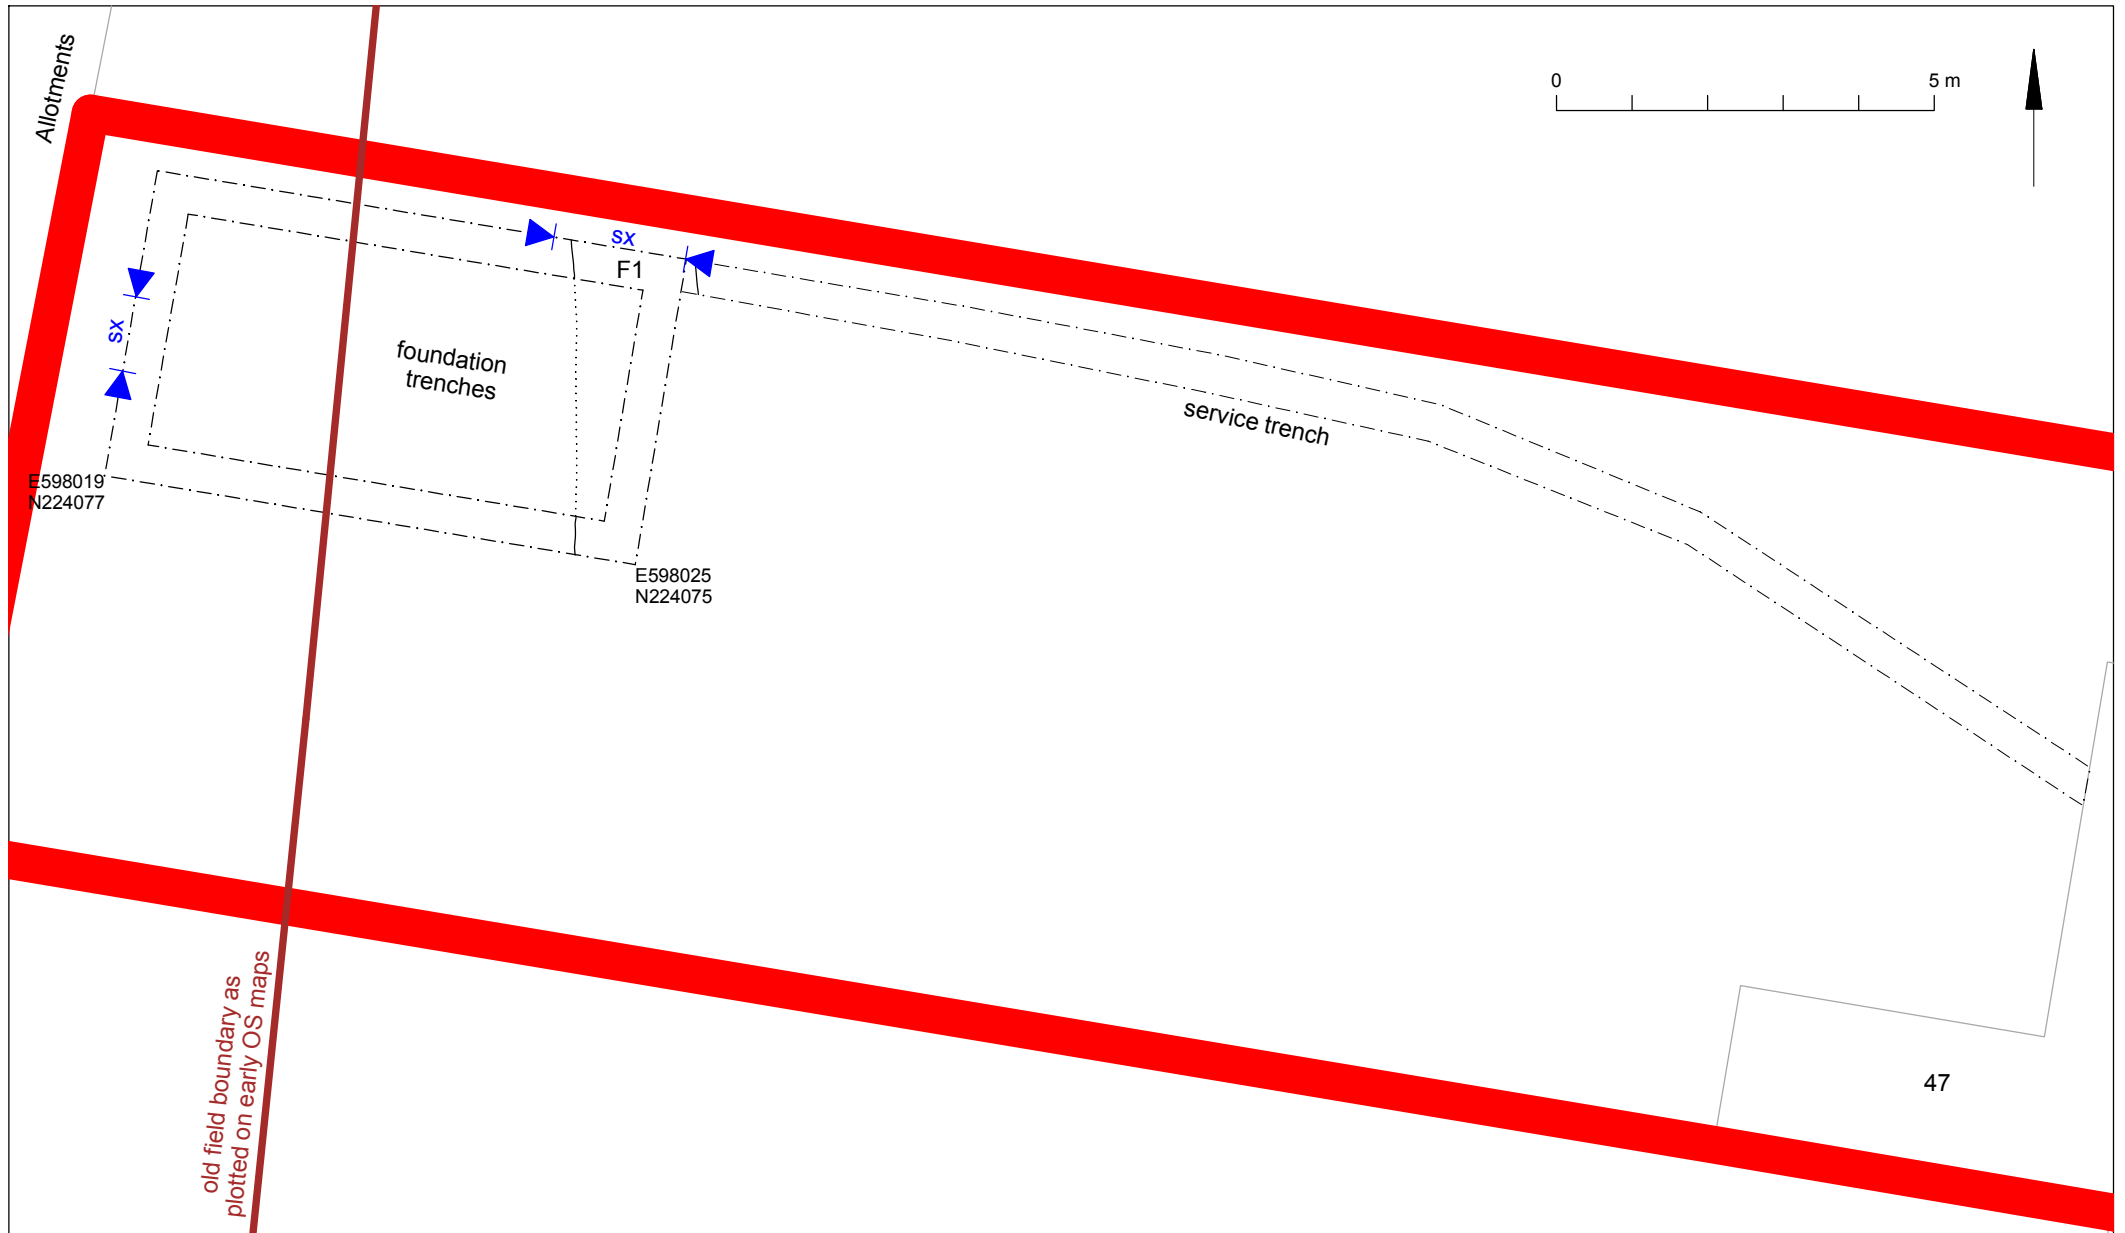 Allotments
0 5 m
sx
F1
sx
foundation
trenches
service trench
E598019
N224077
E598025
N224075
old field boundary as
plotted on early OS maps
47